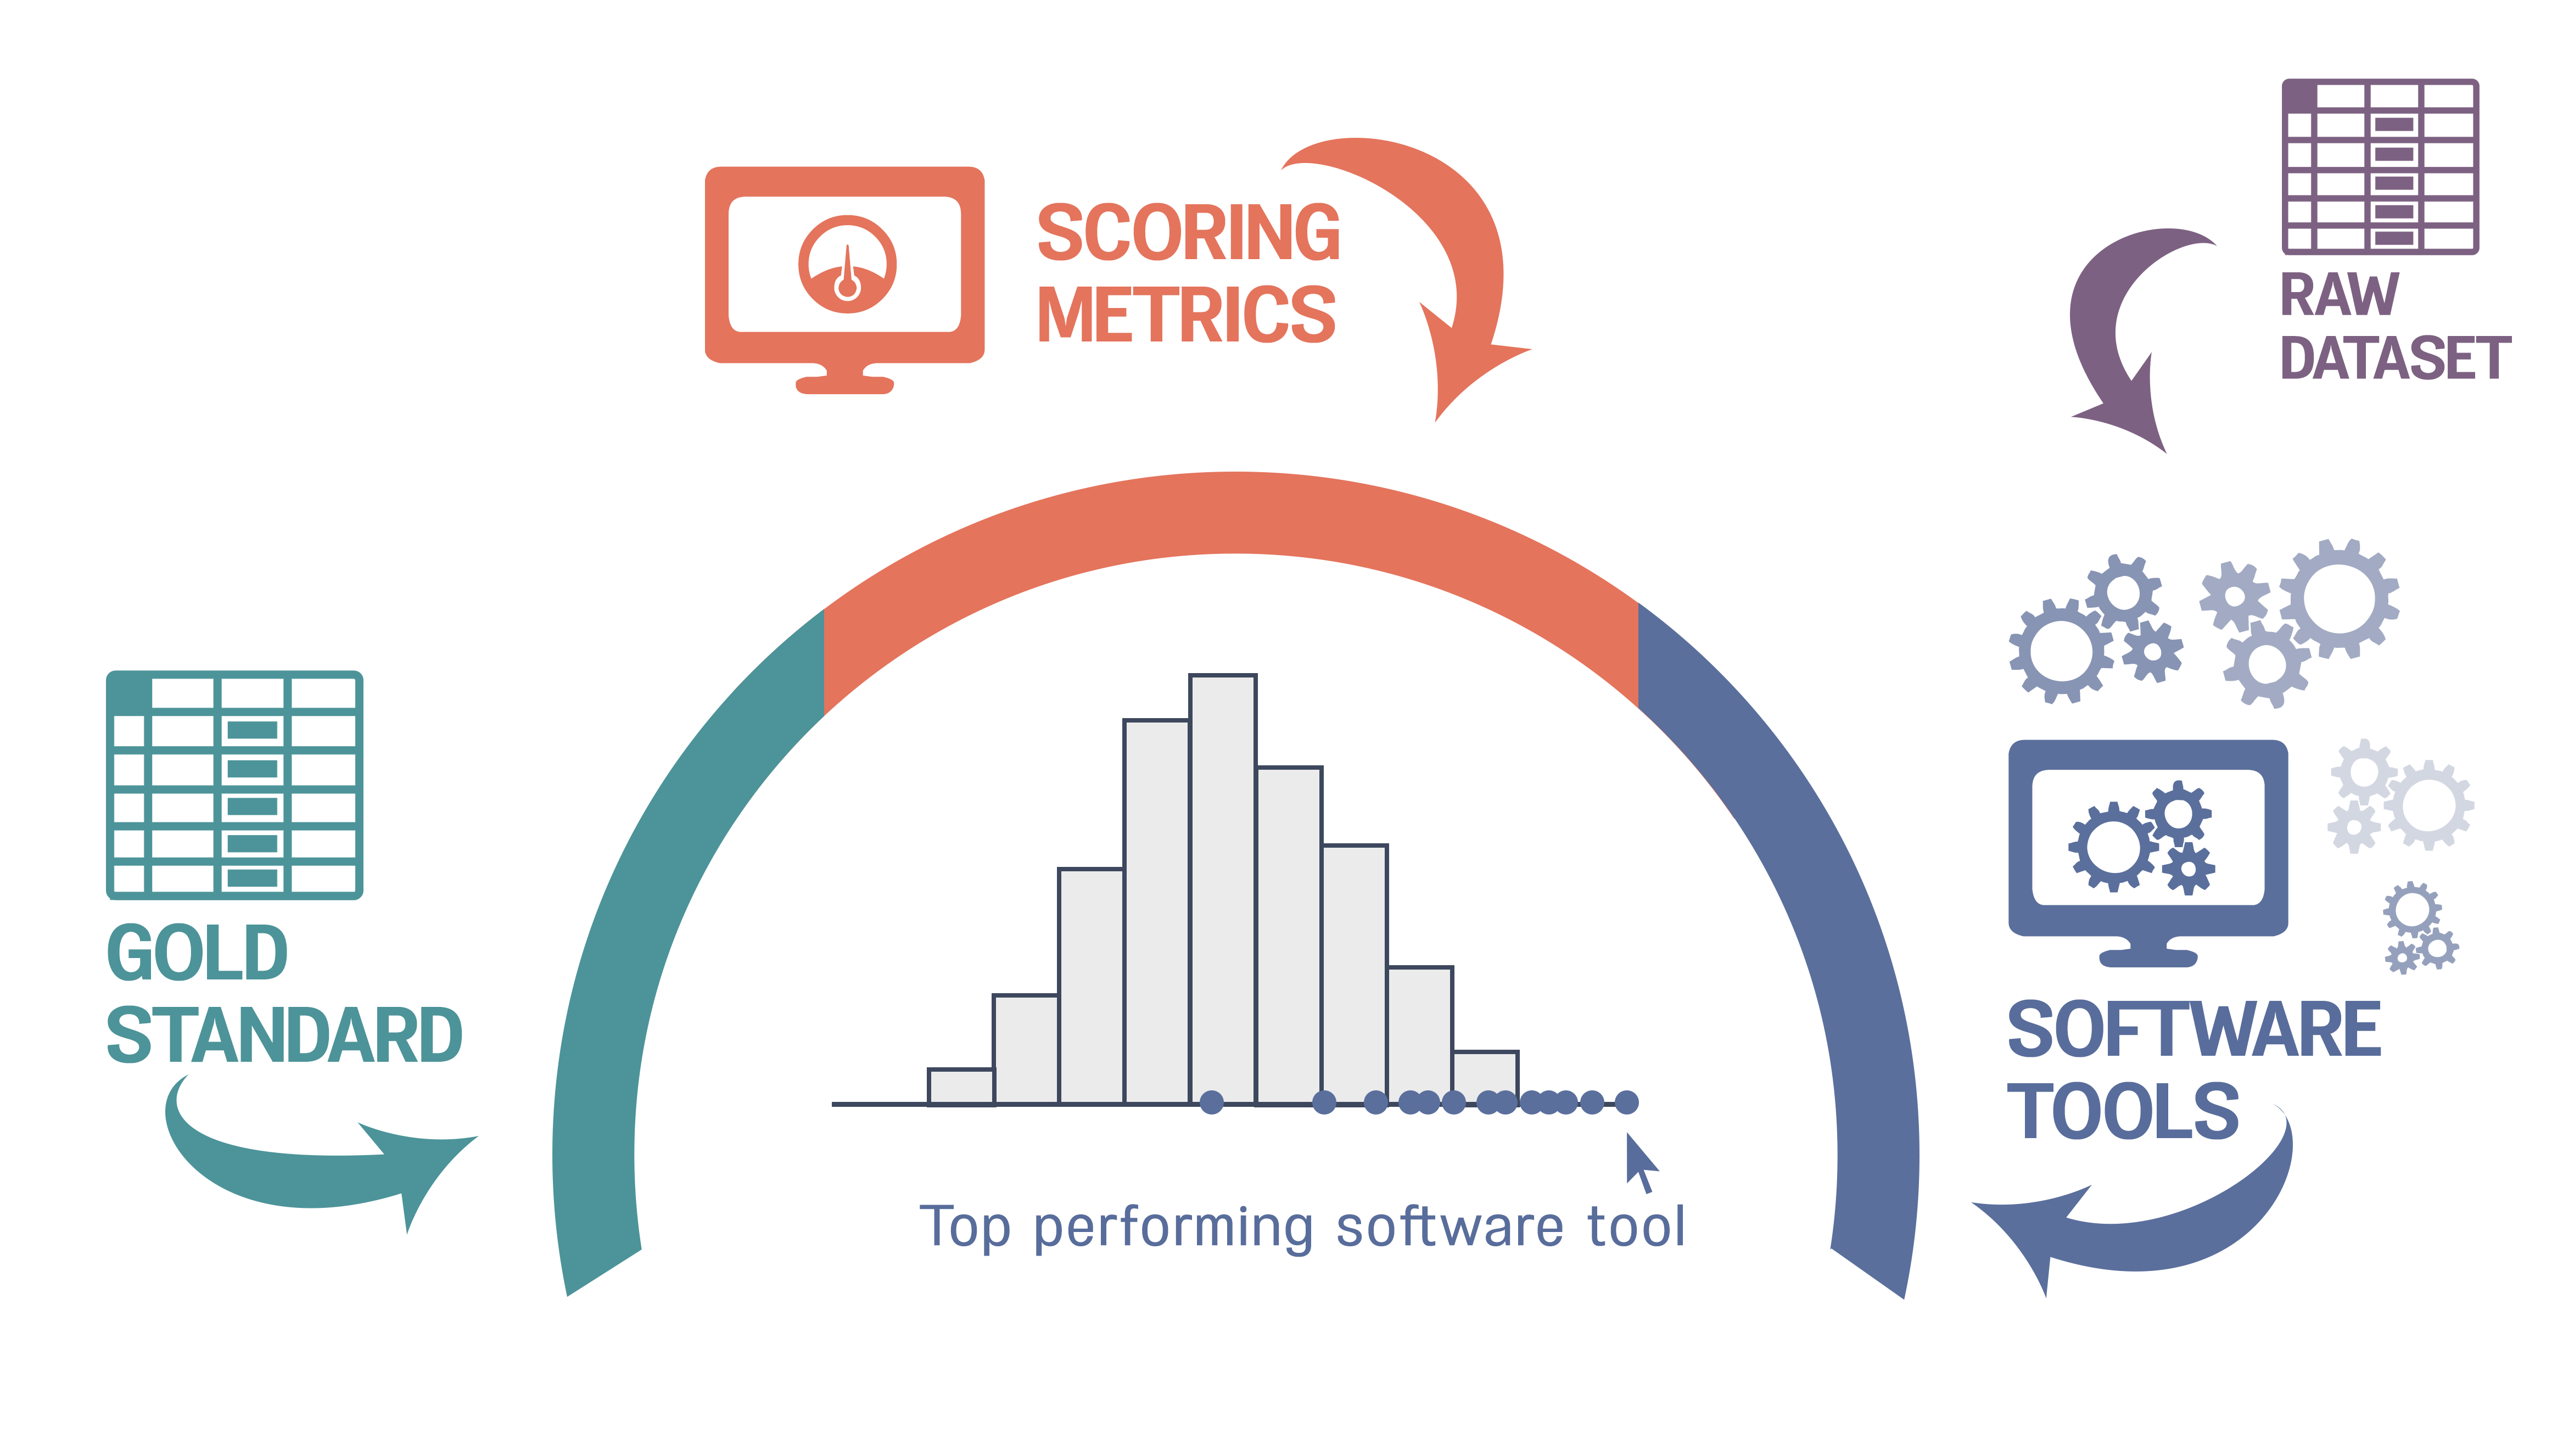 SCORING
METRICS
RAW
DATASET
GOLD
STANDARD
SOFTWARE
TOOLS
Top performing software tool